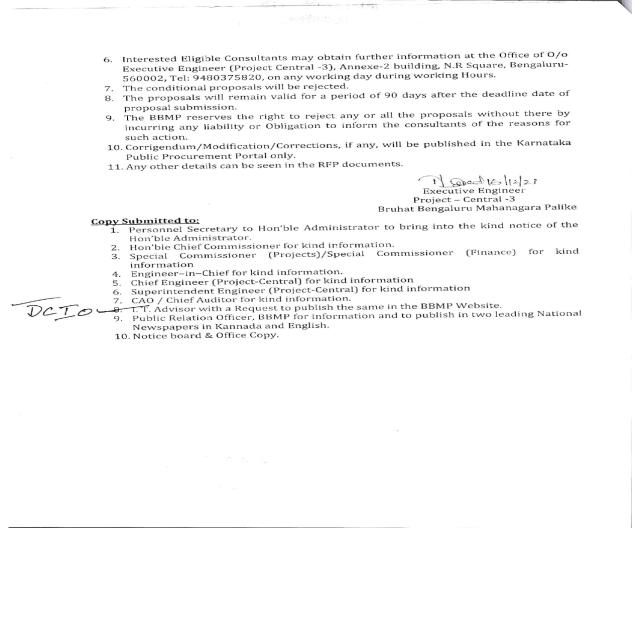 6. Interested Eligible Consultants may obtain further information at the Office of O/o
Executive Engineer (Project Central -3), Annexe-2 building, N.R Square, Bengaluru-
560002, Tel: 9480375820, on any working day during working Hours.
7. The conditional proposals will be rejected.
8. The proposals will remain valid for a period of 90 days after the deadline date of
proposal submission.
9. The BBMP reserves the right to reject any or all the proposals without there by
incurring any liability or Obligation to inform the consultants of the reasons for
such action.
10. Corrigendum/Modification/Corrections, if any, will be published in the Karnataka
Public Procurement Portal only.
11. Any other details can be seen in the RFP documents.
Executive Engineer
Project – Central -3
Bruhat Bengaluru Mahanagara Palike
Copy Submitted to:
1. Personnel Secretary to Hon'ble Administrator to bring into the kind notice of the
Hon'ble Administrator.
2. Hon'ble Chief Commissioner for kind information.
3. Special Commissioner (Projects)/Special Commissioner (Finance) for kind
information
4. Engineer–in–Chief for kind information.
5. Chief Engineer (Project-Central) for kind information
6. Superintendent Engineer (Project-Central) for kind information
7. CAO / Chief Auditor for kind information.
DCIO 8. I.T. Advisor with a Request to publish the same in the BBMP Website.
9. Public Relation Officer, BBMP for information and to publish in two leading National
Newspapers in Kannada and English.
10. Notice board & Office Copy.